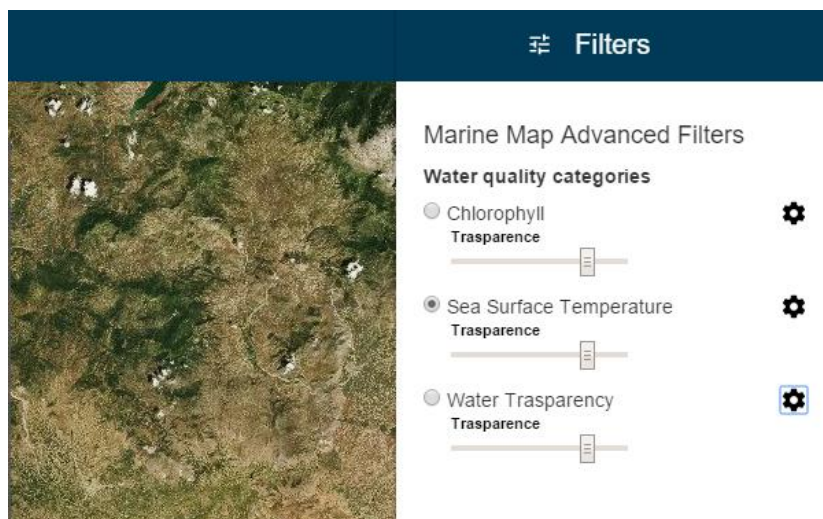 Filters
Marine Map Advanced Filters
Water quality categories
Chlorophyll
Trasparence
Sea Surface Temperature
Trasparence
Water Trasparency
Trasparence